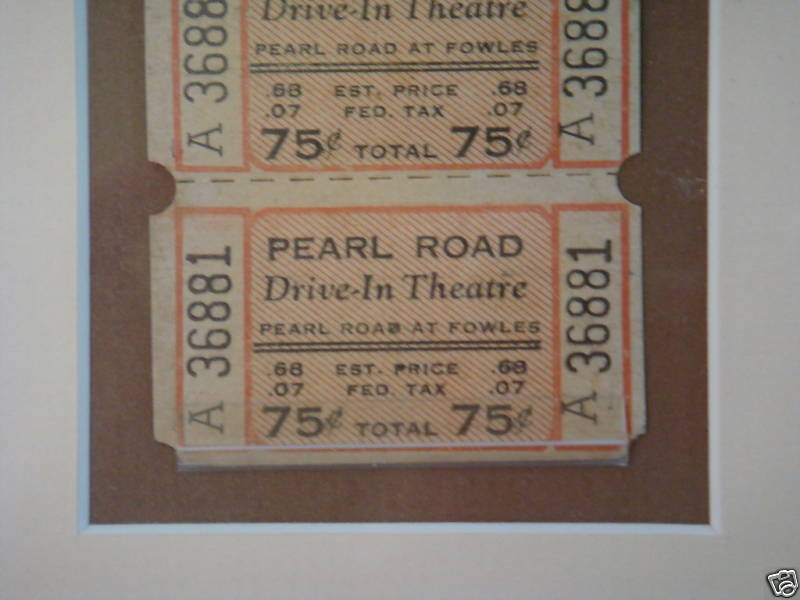 Drive-In Theatre
PEARL ROAD AT FOWLES
.68 EST. PRICE .68
.07 FED. TAX .07
75¢ TOTAL 75¢
A 3688
A 3688
PEARL ROAD
Drive-In Theatre
PEARL ROAD AT FOWLES
.68 EST. PRICE .68
.07 FED. TAX .07
75¢ TOTAL 75¢
A 36881
A 36881